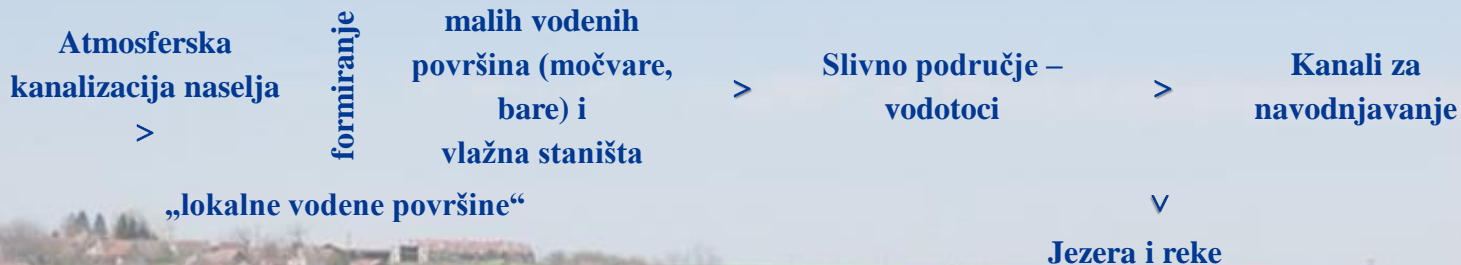 Atmosferska
kanalizacija naselja
>
formiranje
malih vodenih
površina (močvare,
bare) i
vlažna staništa
„lokalne vodene površine“
>
Slivno područje –
vodotoci
>
Kanali za
navodnjavanje
>
Jezera i reke